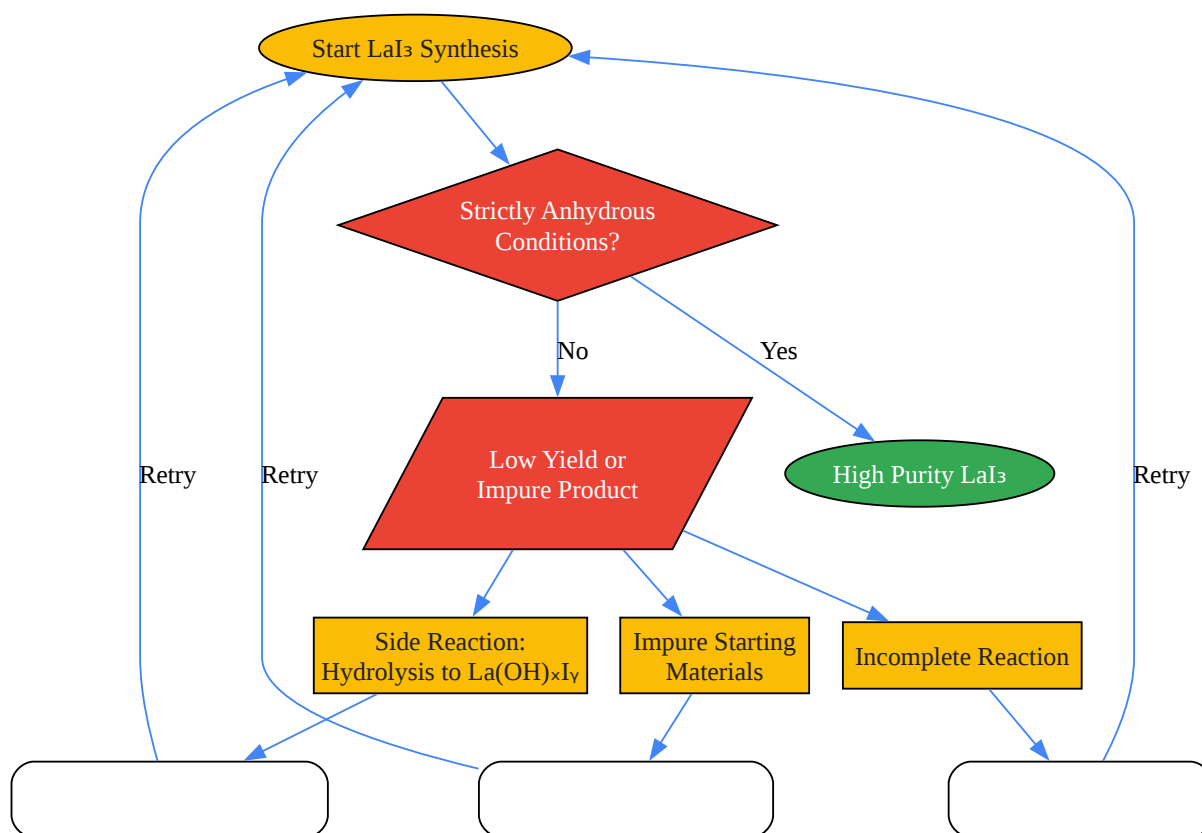 Start LaI₃ Synthesis
Strictly Anhydrous
Conditions?
No
Yes
Low Yield or
Impure Product
High Purity LaI₃
Retry
Retry
Retry
Side Reaction:
Hydrolysis to La(OH)ₓIᵧ
Impure Starting
Materials
Incomplete Reaction